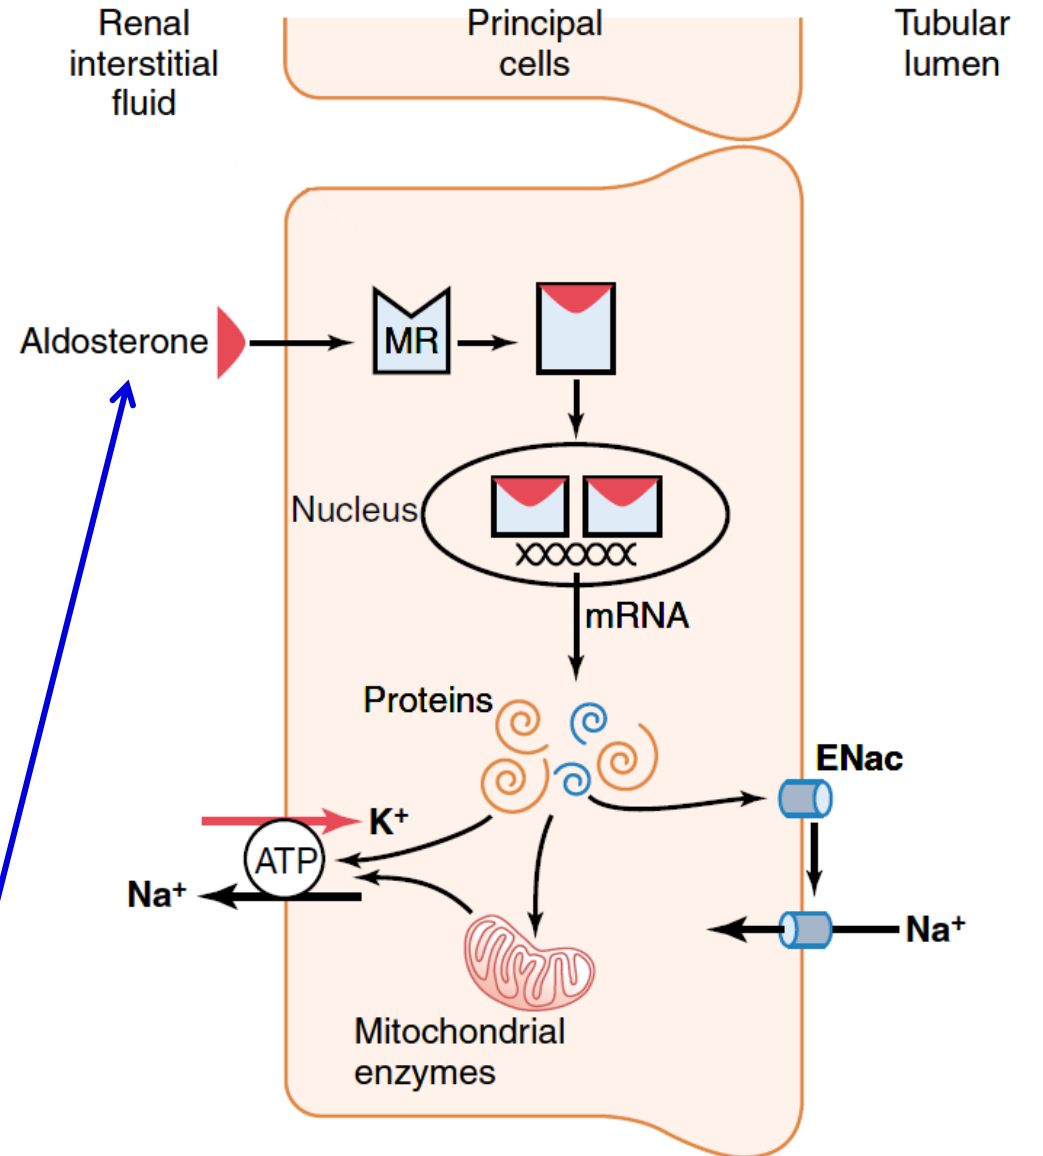 Renal
interstitial
fluid
Principal
cells
Tubular
lumen
Aldosterone
MR
Nucleus
mRNA
Proteins
ENac
K⁺
ATP
Na⁺
Na⁺
Mitochondrial
enzymes